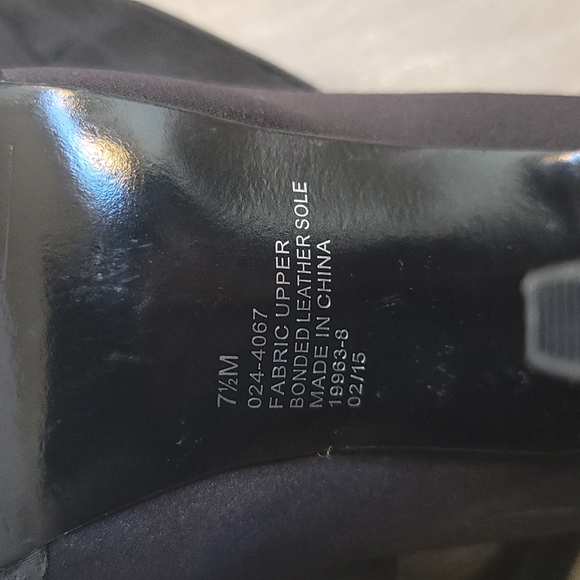 7½M
024-4067
FABRIC UPPER
BONDED LEATHER SOLE
MADE IN CHINA
19963-8
02/15